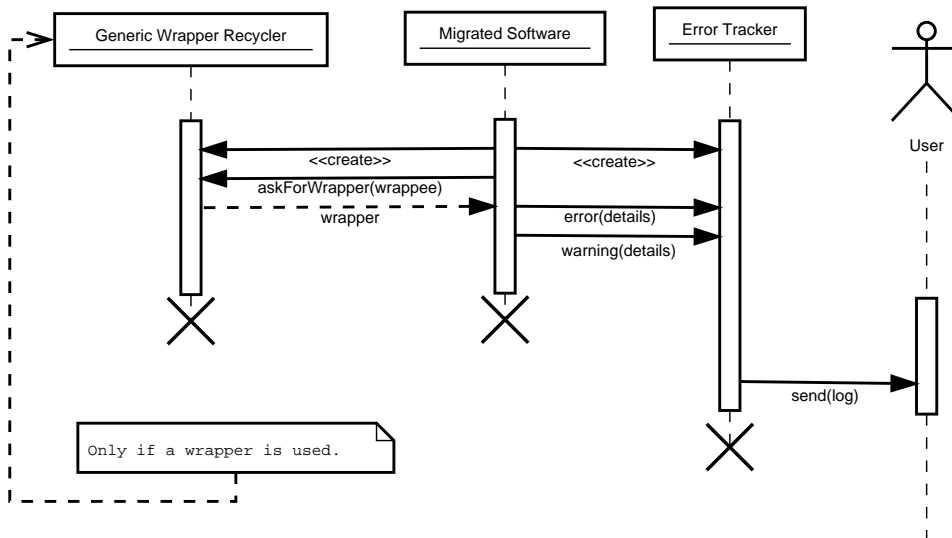 Generic Wrapper Recycler
Migrated Software
Error Tracker
User
<<create>>
<<create>>
askForWrapper(wrappee)
wrapper
error(details)
warning(details)
send(log)
Only if a wrapper is used.